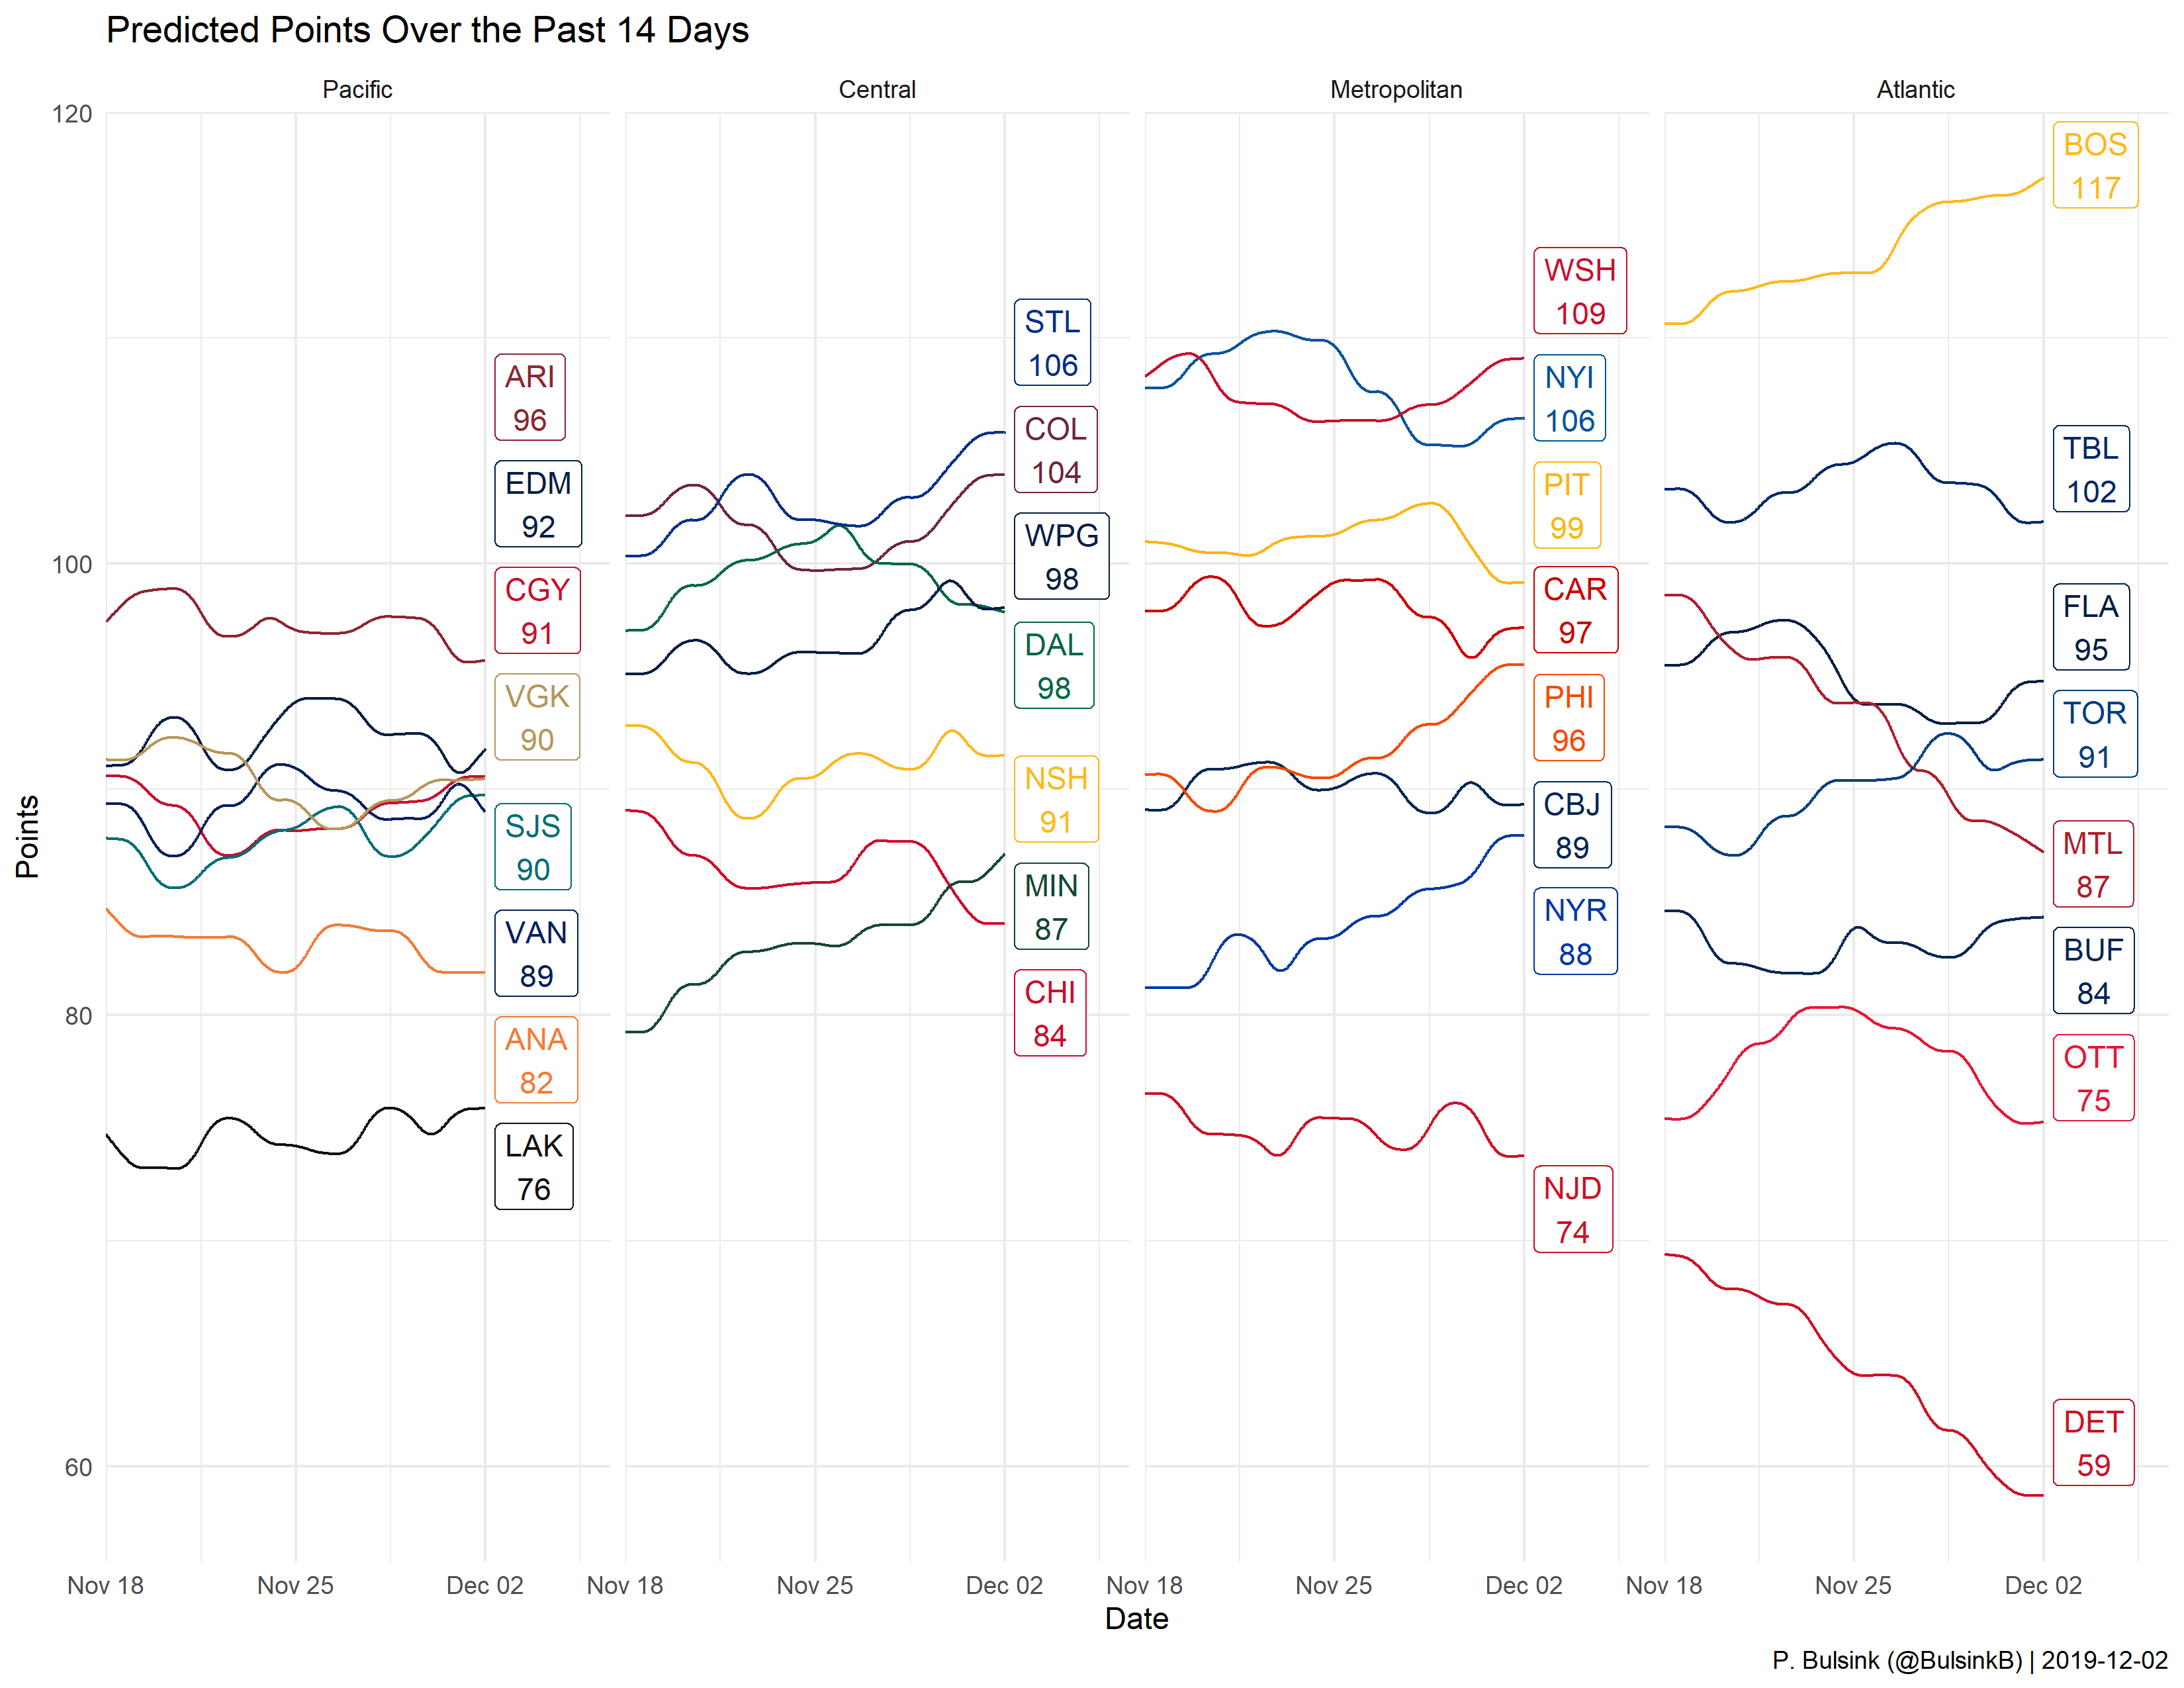 Predicted Points Over the Past 14 Days
Pacific
Central
Metropolitan
Atlantic
Points
120
100
80
60
ARI
96
EDM
92
CGY
91
VGK
90
SJS
90
VAN
89
ANA
82
LAK
76
STL
106
COL
104
WPG
98
DAL
98
NSH
91
MIN
87
CHI
84
WSH
109
NYI
106
PIT
99
CAR
97
PHI
96
CBJ
89
NYR
88
NJD
74
BOS
117
TBL
102
FLA
95
TOR
91
MTL
87
BUF
84
OTT
75
DET
59
Nov 18 Nov 25 Dec 02 Nov 18 Nov 25 Dec 02 Nov 18 Nov 25 Dec 02 Nov 18 Nov 25 Dec 02
Date
P. Bulsink (@BulsinkB) | 2019-12-02